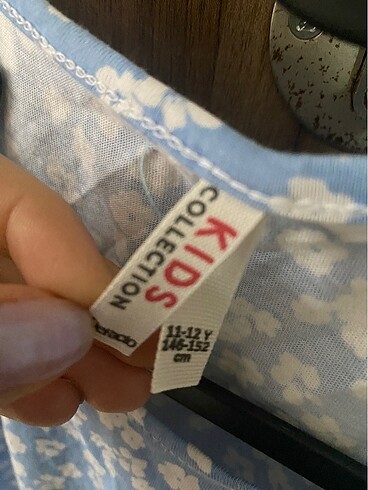 KIDS
COLLECTION
11-12 Y
146-152
cm